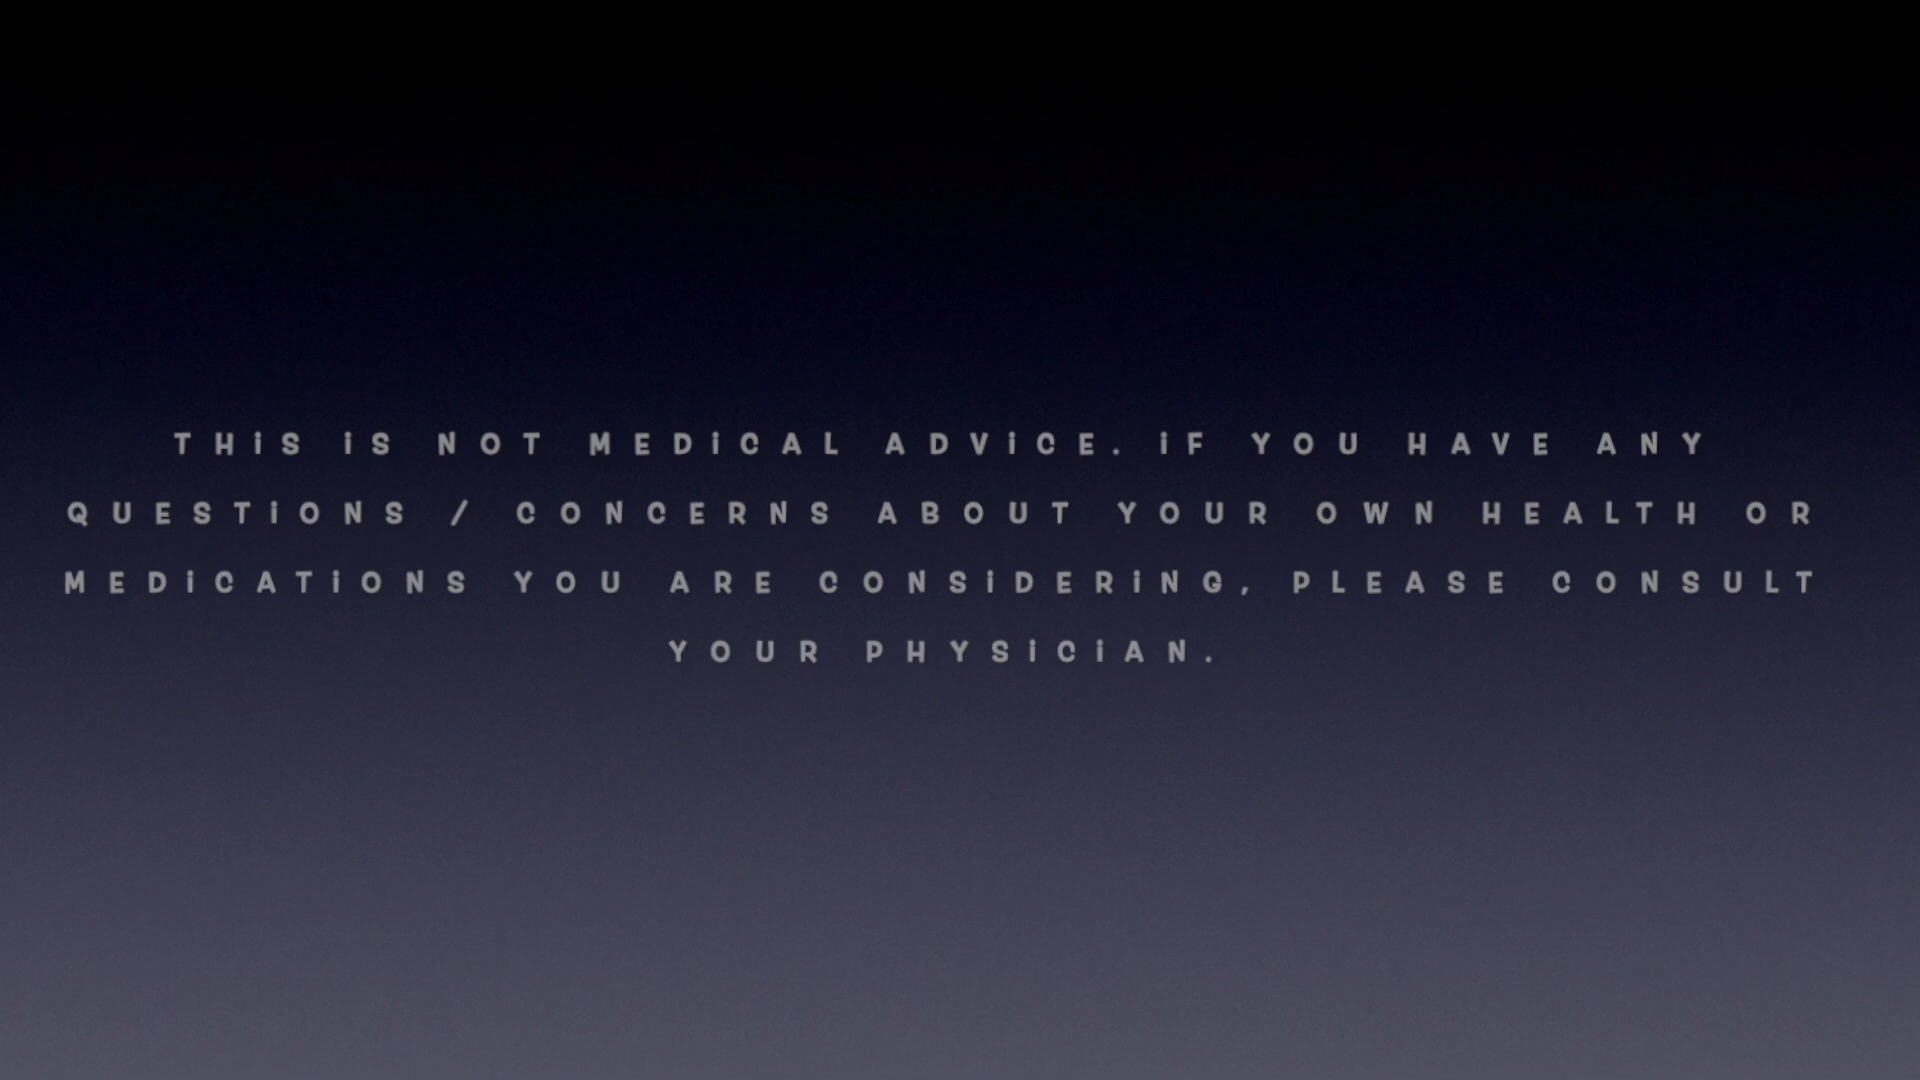 THiS iS NOT MEDiCAL ADViCE. iF YOU HAVE ANY
QUESTiONS / CONCERNS ABOUT YOUR OWN HEALTH OR
MEDiCATiONS YOU ARE CONSiDERiNG, PLEASE CONSULT
YOUR PHYSiCiAN.